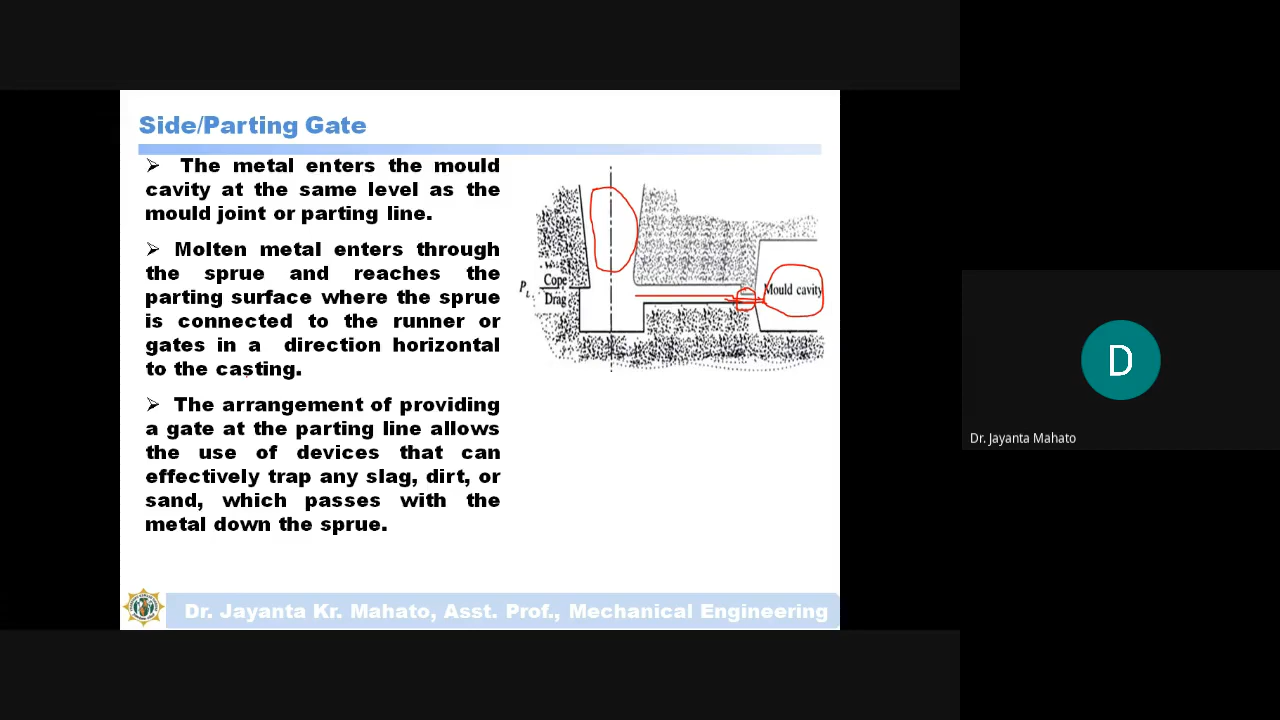 Side/Parting Gate
➢ The metal enters the mould
cavity at the same level as the
mould joint or parting line.
➢ Molten metal enters through
the sprue and reaches the
parting surface where the sprue
is connected to the runner or
gates in a direction horizontal
to the casting.
➢ The arrangement of providing
a gate at the parting line allows
the use of devices that can
effectively trap any slag, dirt, or
sand, which passes with the
metal down the sprue.
PL
Cope
Drag
Mould cavity
Dr. Jayanta Kr. Mahato, Asst. Prof., Mechanical Engineering
D
Dr. Jayanta Mahato